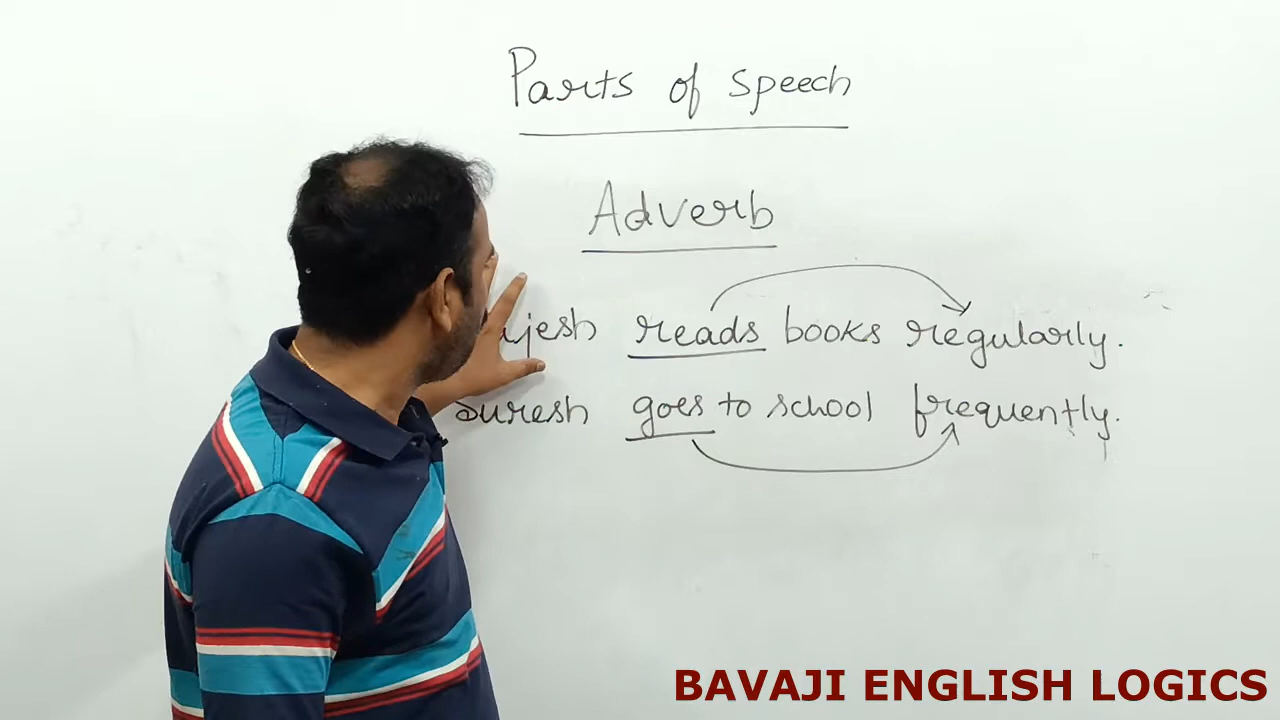 Parts of speech
Adverb
reads books regularly.
Suresh goes to school frequently.
BAVAJI ENGLISH LOGICS